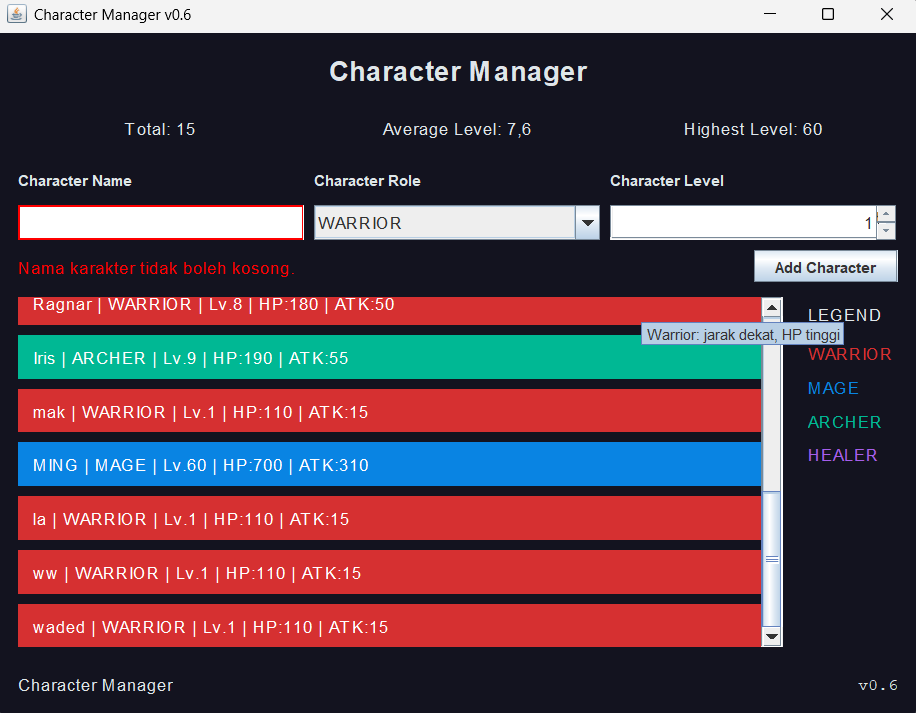 Character Manager v0.6
Character Manager
Total: 15 Average Level: 7,6 Highest Level: 60
Character Name Character Role Character Level
WARRIOR 1
Nama karakter tidak boleh kosong. Add Character
Ragnar | WARRIOR | Lv.8 | HP:180 | ATK:50
LEGEND
Warrior: jarak dekat, HP tinggi
Iris | ARCHER | Lv.9 | HP:190 | ATK:55
WARRIOR
MAGE
mak | WARRIOR | Lv.1 | HP:110 | ATK:15
ARCHER
HEALER
MING | MAGE | Lv.60 | HP:700 | ATK:310
la | WARRIOR | Lv.1 | HP:110 | ATK:15
ww | WARRIOR | Lv.1 | HP:110 | ATK:15
waded | WARRIOR | Lv.1 | HP:110 | ATK:15
Character Manager v0.6